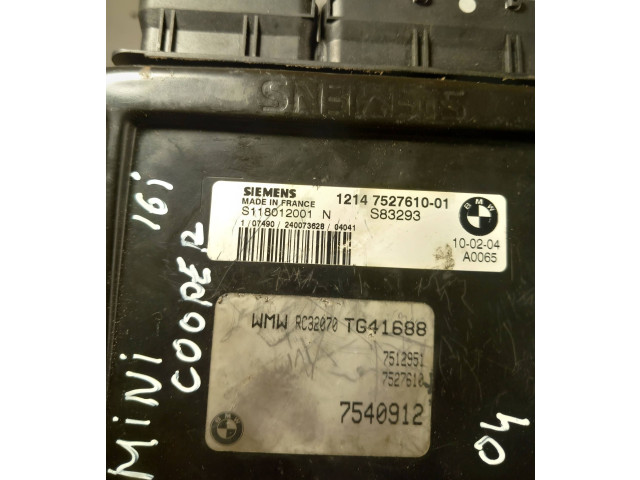 SIEMENS
SIEMENS 1214 7527610-01
MADE IN FRANCE
S118012001 N S83293
1 / 07490 / 240073628 / 04041
BMW
10-02-04
A0065
WMW RC32070 TG41688
7512951
7527610
7540912
MINI
COOPER
16i
04